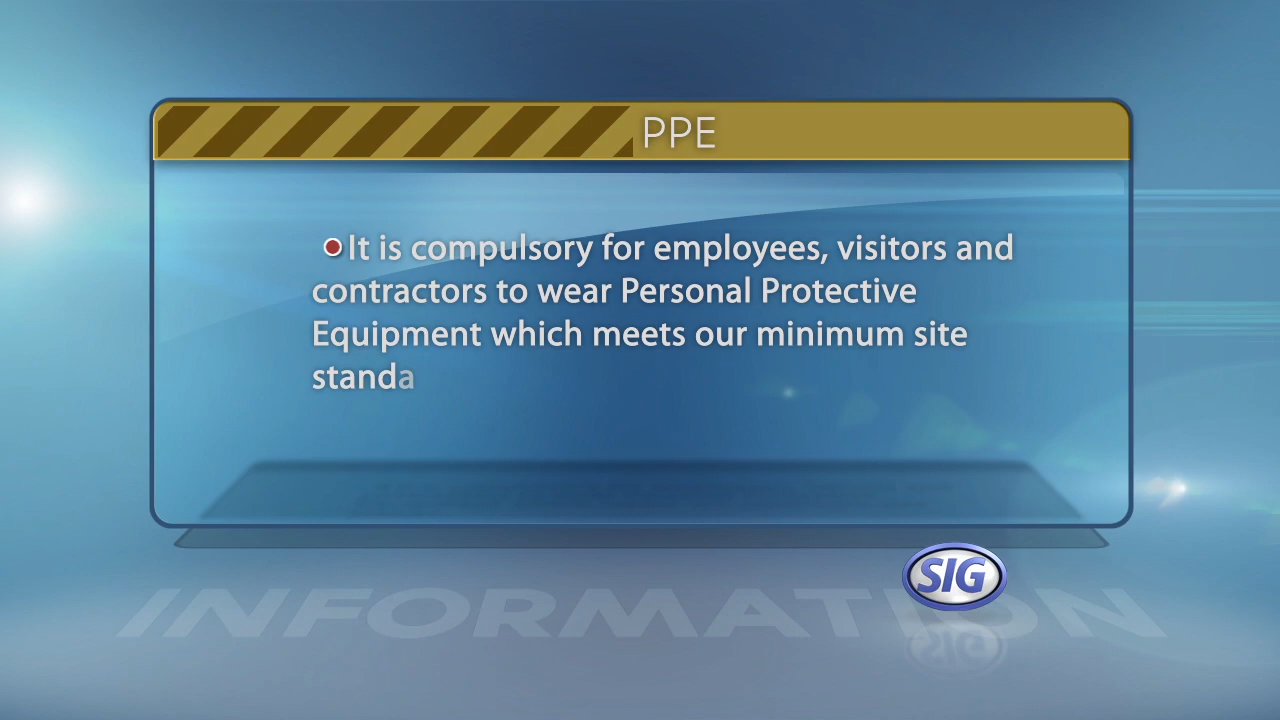 PPE
It is compulsory for employees, visitors and
contractors to wear Personal Protective
Equipment which meets our minimum site
standa
SIG
INFORMATION